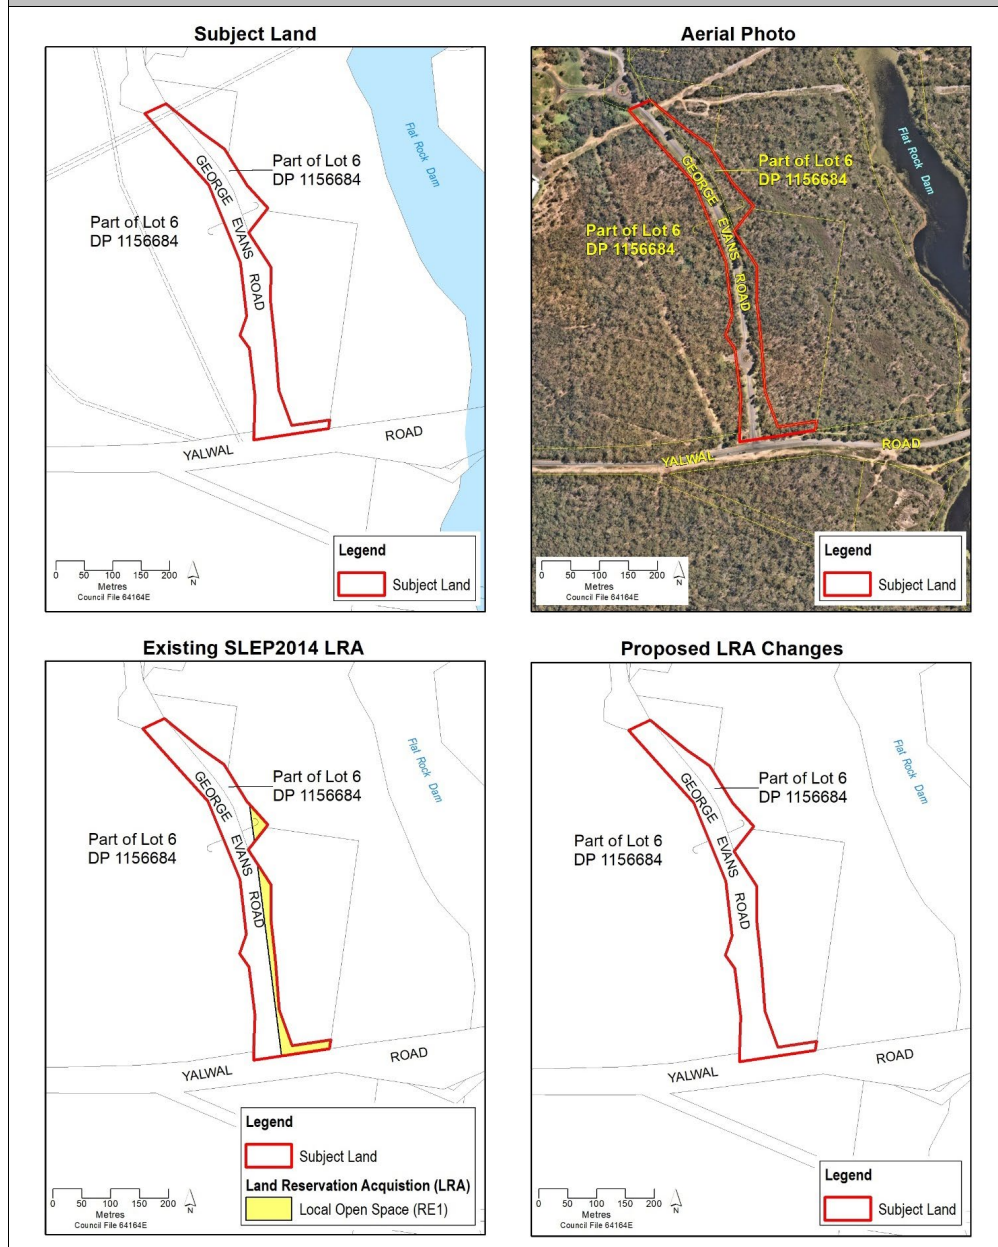 Subject Land
Flat Rock Dam
Part of Lot 6
DP 1156684
Part of Lot 6
DP 1156684
GEORGE EVANS ROAD
YALWAL ROAD
Legend
Subject Land
0 50 100 150 200
Metres
Council File 64164E
N
Aerial Photo
Flat Rock Dam
Part of Lot 6
DP 1156684
Part of Lot 6
DP 1156684
GEORGE EVANS ROAD
YALWAL ROAD
Legend
Subject Land
0 50 100 150 200
Metres
Council File 64164E
N
Existing SLEP2014 LRA
Flat Rock Dam
Part of Lot 6
DP 1156684
Part of Lot 6
DP 1156684
GEORGE EVANS ROAD
YALWAL ROAD
Legend
Subject Land
Land Reservation Acquistion (LRA)
Local Open Space (RE1)
0 50 100 150 200
Metres
Council File 64164E
N
Proposed LRA Changes
Flat Rock Dam
Part of Lot 6
DP 1156684
Part of Lot 6
DP 1156684
GEORGE EVANS ROAD
YALWAL ROAD
Legend
Subject Land
0 50 100 150 200
Metres
Council File 64164E
N